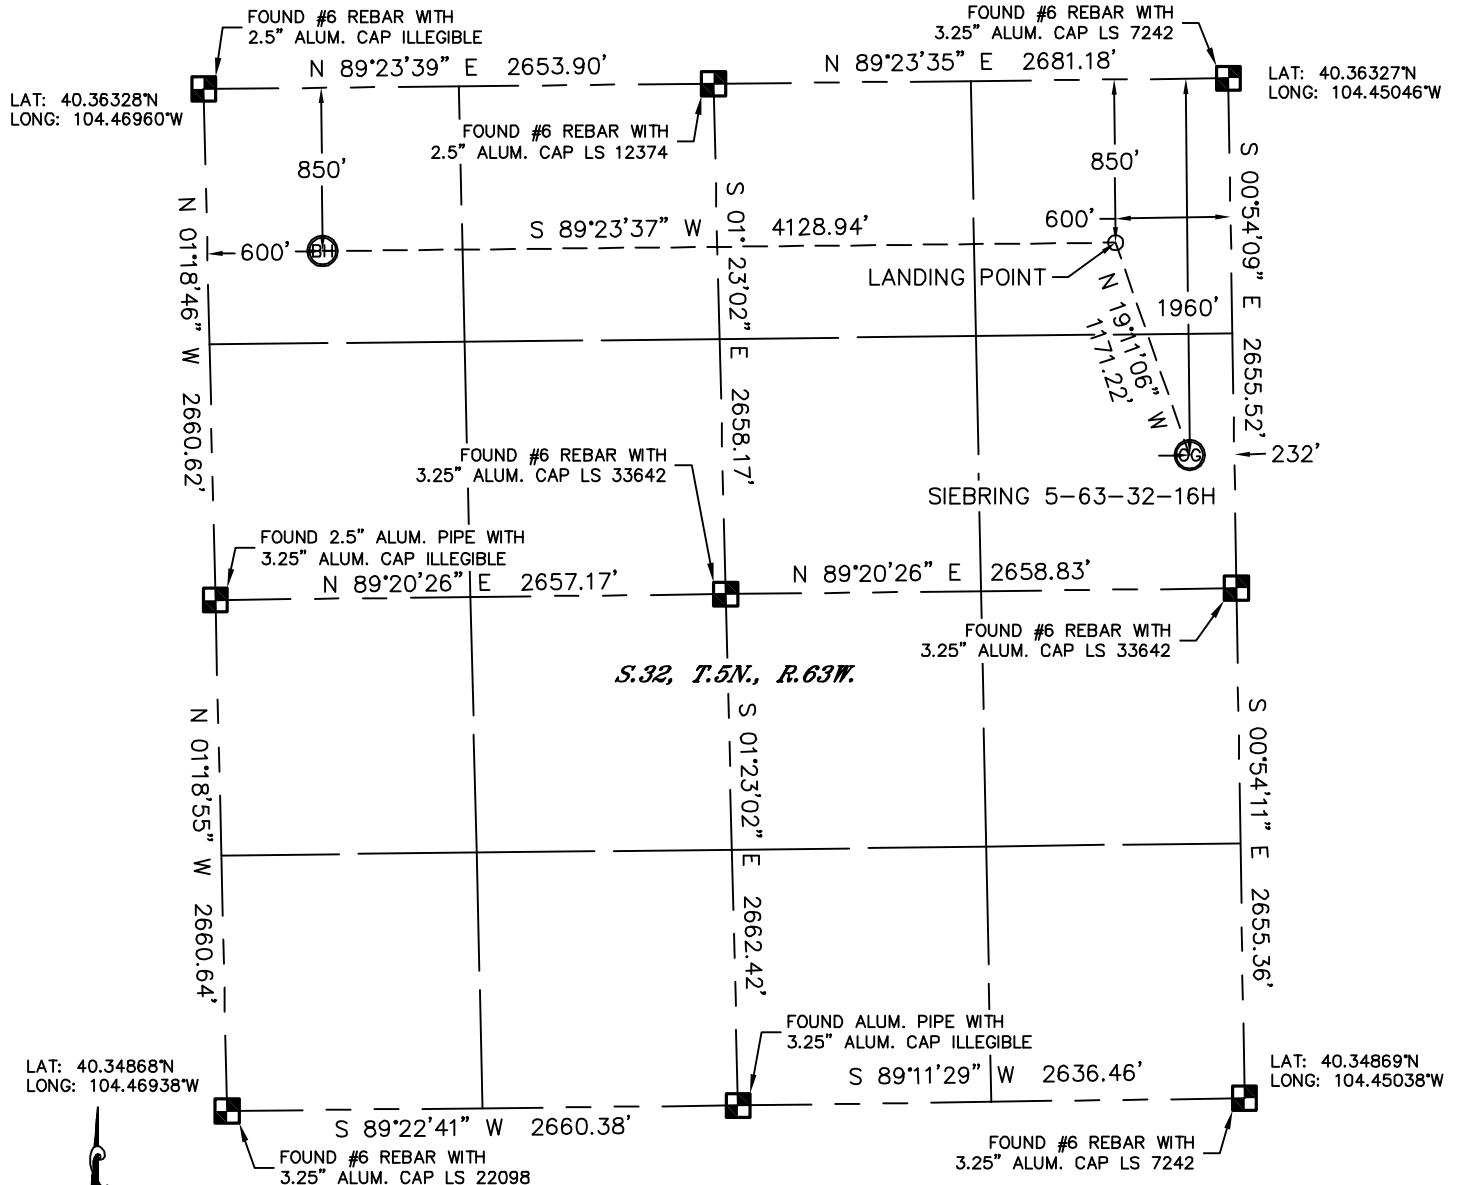 FOUND #6 REBAR WITH
2.5" ALUM. CAP ILLEGIBLE
FOUND #6 REBAR WITH
3.25" ALUM. CAP LS 7242
N 89°23'39" E 2653.90'
N 89°23'35" E 2681.18'
LAT: 40.36328°N
LONG: 104.46960°W
LAT: 40.36327°N
LONG: 104.45046°W
FOUND #6 REBAR WITH
2.5" ALUM. CAP LS 12374
850'
850'
N 01°18'46" W 2660.62'
S 01°23'02" E 2658.17'
S 00°54'09" E 2655.52'
600'
BH
S 89°23'37" W 4128.94'
600'
LANDING POINT
N 19°11'06" W
1171.22'
1960'
OG
232'
SIEBRING 5-63-32-16H
FOUND #6 REBAR WITH
3.25" ALUM. CAP LS 33642
FOUND 2.5" ALUM. PIPE WITH
3.25" ALUM. CAP ILLEGIBLE
N 89°20'26" E 2657.17'
N 89°20'26" E 2658.83'
FOUND #6 REBAR WITH
3.25" ALUM. CAP LS 33642
S.32, T.5N., R.63W.
N 01°18'55" W 2660.64'
S 01°23'02" E 2662.42'
S 00°54'11" E 2655.36'
FOUND ALUM. PIPE WITH
3.25" ALUM. CAP ILLEGIBLE
LAT: 40.34868°N
LONG: 104.46938°W
S 89°11'29" W 2636.46'
LAT: 40.34869°N
LONG: 104.45038°W
S 89°22'41" W 2660.38'
FOUND #6 REBAR WITH
3.25" ALUM. CAP LS 22098
FOUND #6 REBAR WITH
3.25" ALUM. CAP LS 7242